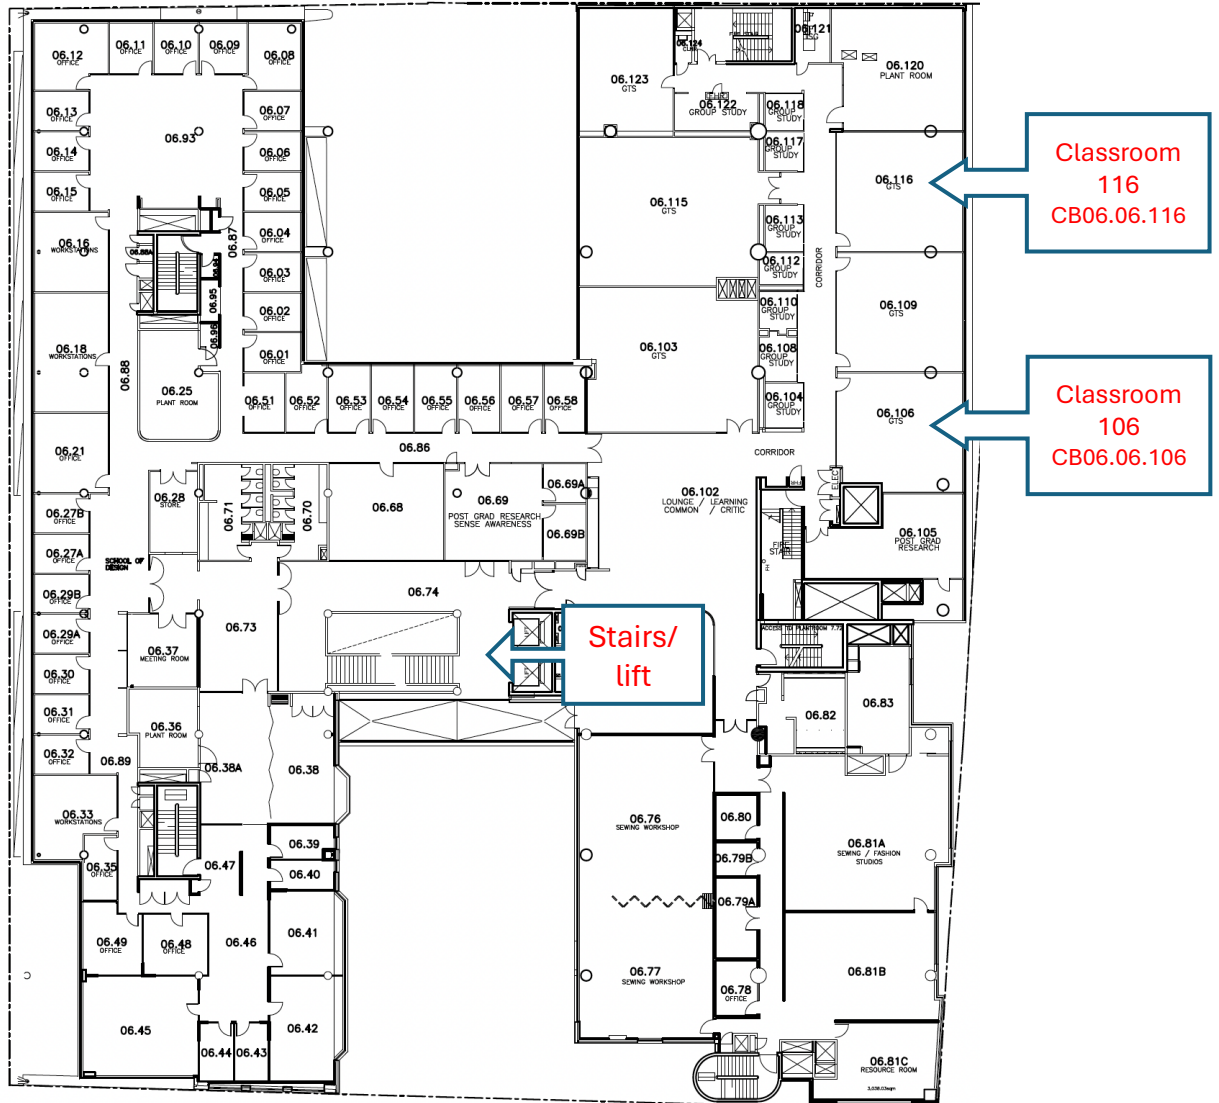 06.12
OFFICE
06.11
OFFICE
06.10
OFFICE
06.09
OFFICE
06.08
OFFICE
06.13
OFFICE
06.14
OFFICE
06.15
OFFICE
06.93
06.07
OFFICE
06.06
OFFICE
06.05
OFFICE
06.04
OFFICE
06.03
OFFICE
06.02
OFFICE
06.01
OFFICE
06.16
WORKSTATIONS
06.18
WORKSTATIONS
06.21
OFFICE
06.87
06.88A
06.94
06.95
06.96
06.88
06.25
PLANT ROOM
06.51
OFFICE
06.52
OFFICE
06.53
OFFICE
06.54
OFFICE
06.55
OFFICE
06.56
OFFICE
06.57
OFFICE
06.58
OFFICE
06.86
06.123
GTS
06.124
06.122
GROUP STUDY
06.121
06.120
PLANT ROOM
06.118
GROUP
STUDY
06.117
GROUP
STUDY
06.115
GTS
06.116
GTS
06.113
GROUP
STUDY
06.112
GROUP
STUDY
CORRIDOR
06.110
GROUP
STUDY
06.109
GTS
06.103
GTS
06.108
GROUP
STUDY
06.104
GROUP
STUDY
06.106
GTS
CORRIDOR
Classroom
116
CB06.06.116
Classroom
106
CB06.06.106
06.28
STORE
06.71
06.70
06.68
06.69
POST GRAD RESEARCH
SENSE AWARENESS
06.69A
06.69B
06.102
LOUNGE / LEARNING
COMMON / CRITIC
ELEC
FIRE
STAIR
FH
06.105
POST GRAD
RESEARCH
06.27B
OFFICE
06.27A
OFFICE
SCHOOL OF
DESIGN
06.29B
OFFICE
06.29A
OFFICE
06.30
OFFICE
06.31
OFFICE
06.32
OFFICE
06.37
MEETING ROOM
06.73
06.74
Stairs/
lift
ACCESS TO PLANTROOM 7.72
06.82
06.83
06.36
PLANT ROOM
06.89
06.38A
06.38
06.33
WORKSTATIONS
06.35
OFFICE
06.47
06.39
06.40
06.49
OFFICE
06.48
OFFICE
06.46
06.41
06.45
06.44
06.43
06.42
06.76
SEWING WORKSHOP
06.80
06.79B
06.79A
06.81A
SEWING / FASHION
STUDIOS
06.77
SEWING WORKSHOP
06.78
OFFICE
06.81B
06.81C
RESOURCE ROOM